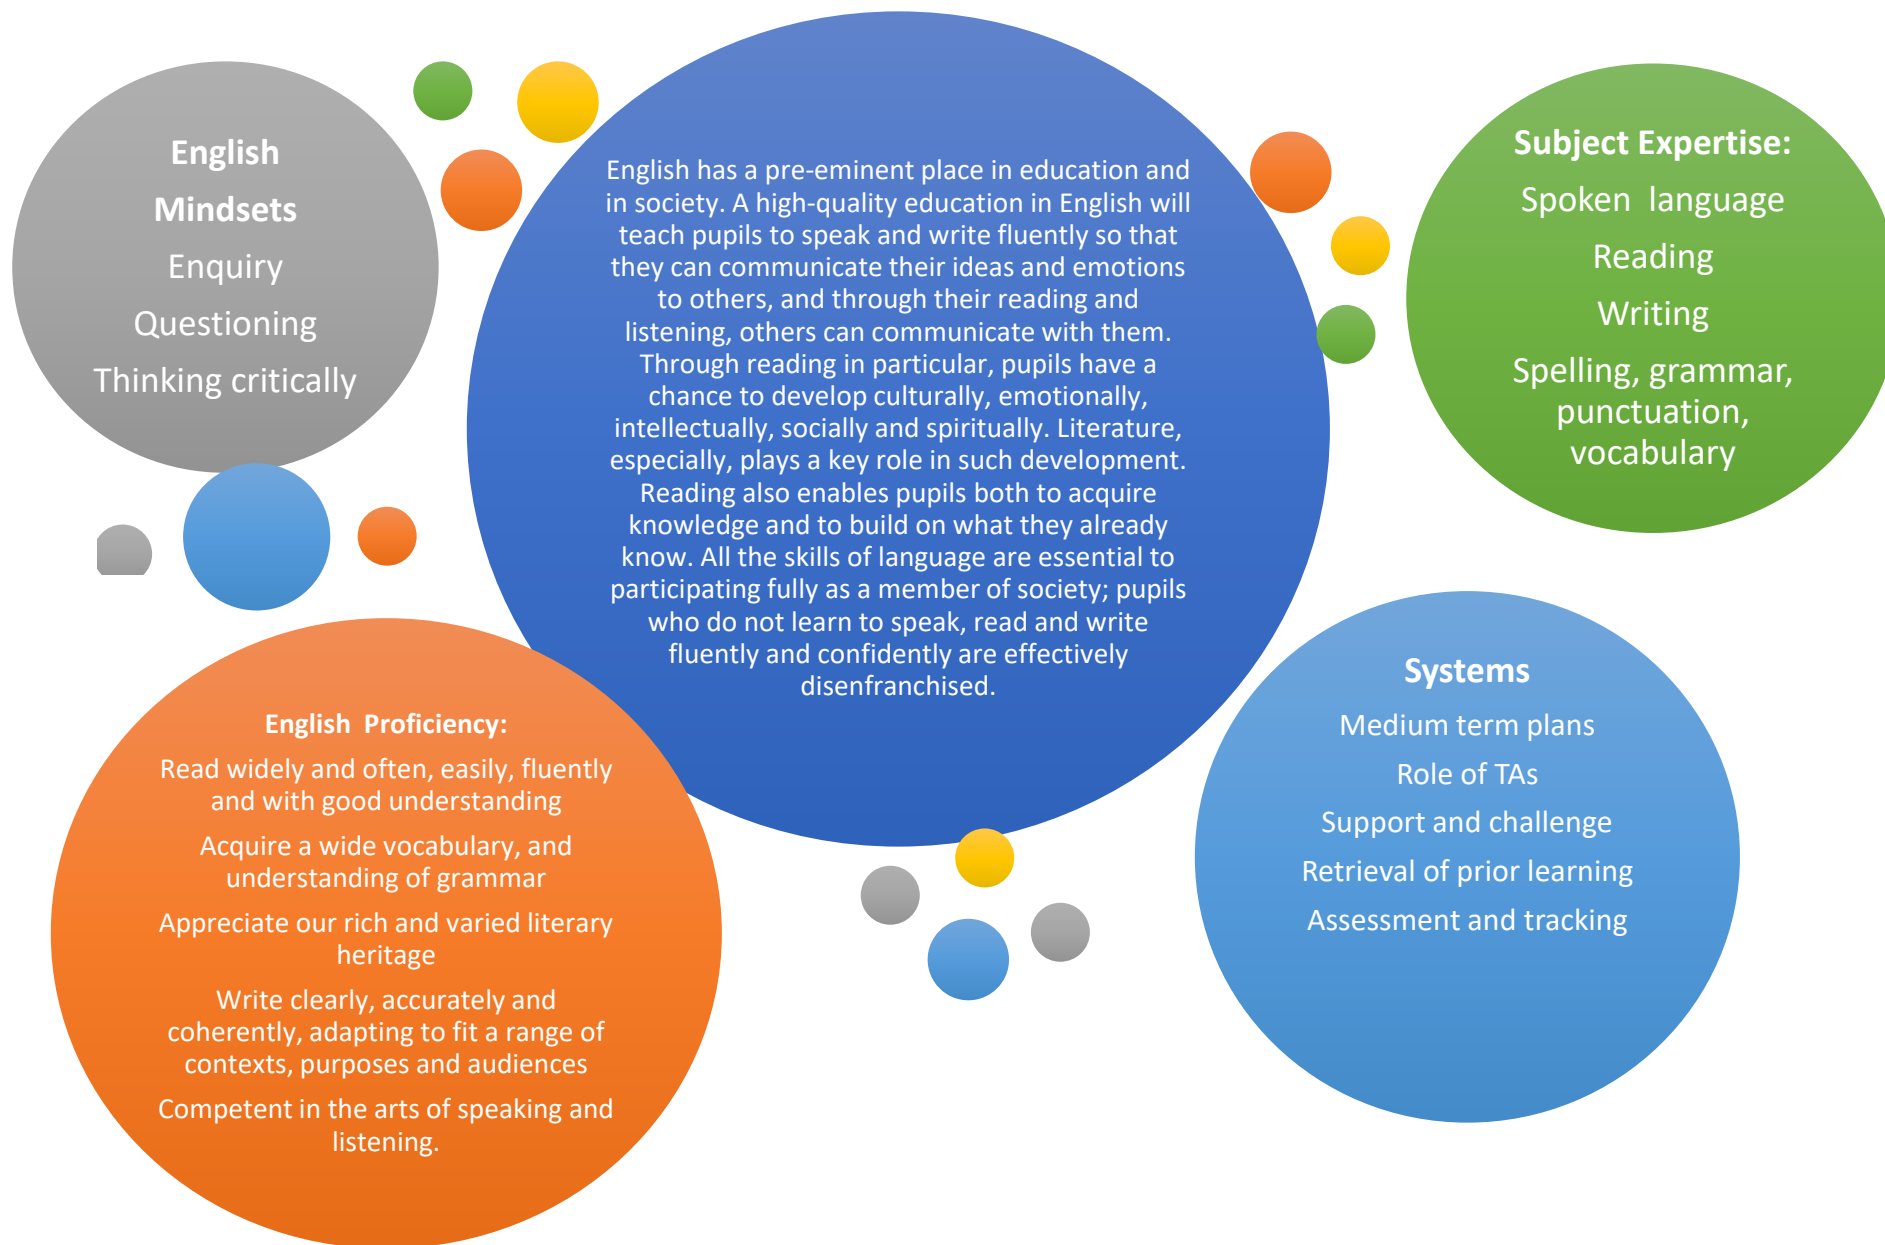 English
Mindsets
Enquiry
Questioning
Thinking critically
English has a pre-eminent place in education and
in society. A high-quality education in English will
teach pupils to speak and write fluently so that
they can communicate their ideas and emotions
to others, and through their reading and
listening, others can communicate with them.
Through reading in particular, pupils have a
chance to develop culturally, emotionally,
intellectually, socially and spiritually. Literature,
especially, plays a key role in such development.
Reading also enables pupils both to acquire
knowledge and to build on what they already
know. All the skills of language are essential to
participating fully as a member of society; pupils
who do not learn to speak, read and write
fluently and confidently are effectively
disenfranchised.
Subject Expertise:
Spoken language
Reading
Writing
Spelling, grammar,
punctuation,
vocabulary
English Proficiency:
Read widely and often, easily, fluently
and with good understanding
Acquire a wide vocabulary, and
understanding of grammar
Appreciate our rich and varied literary
heritage
Write clearly, accurately and
coherently, adapting to fit a range of
contexts, purposes and audiences
Competent in the arts of speaking and
listening.
Systems
Medium term plans
Role of TAs
Support and challenge
Retrieval of prior learning
Assessment and tracking